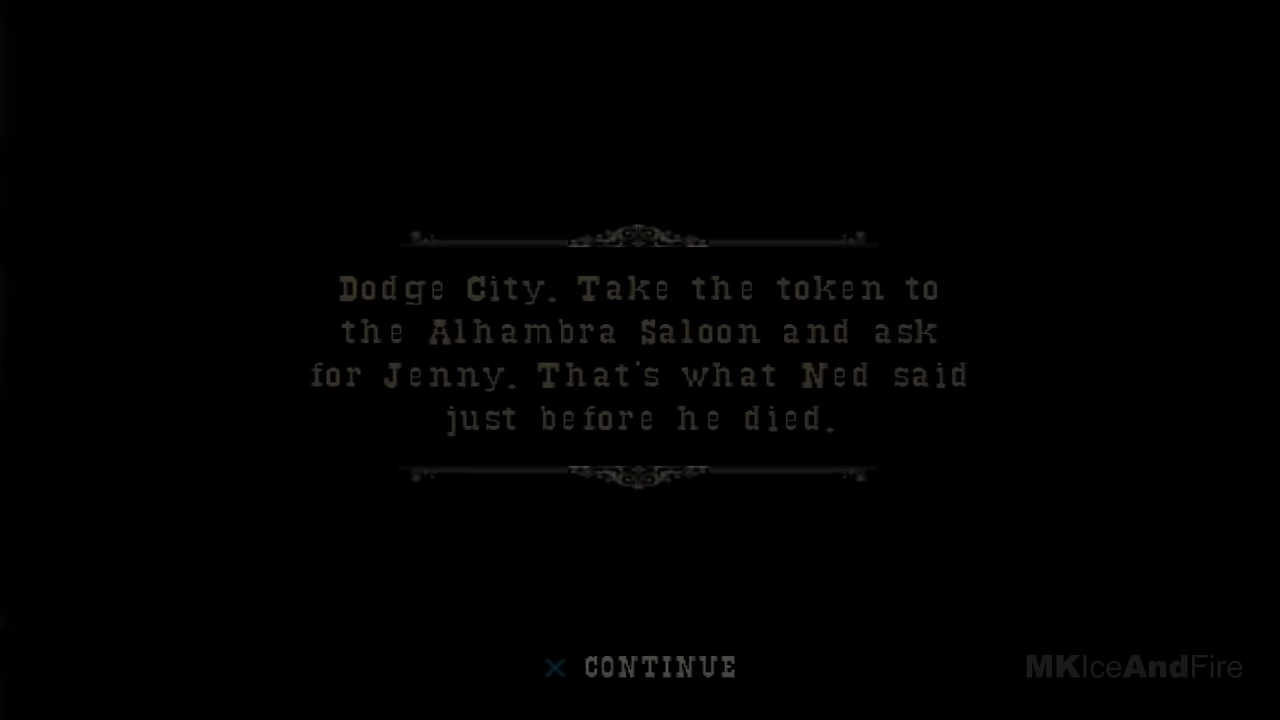 Dodge City. Take the token to
the Alhambra Saloon and ask
for Jenny. That's what Ned said
just before he died.
× CONTINUE
MKIceAndFire